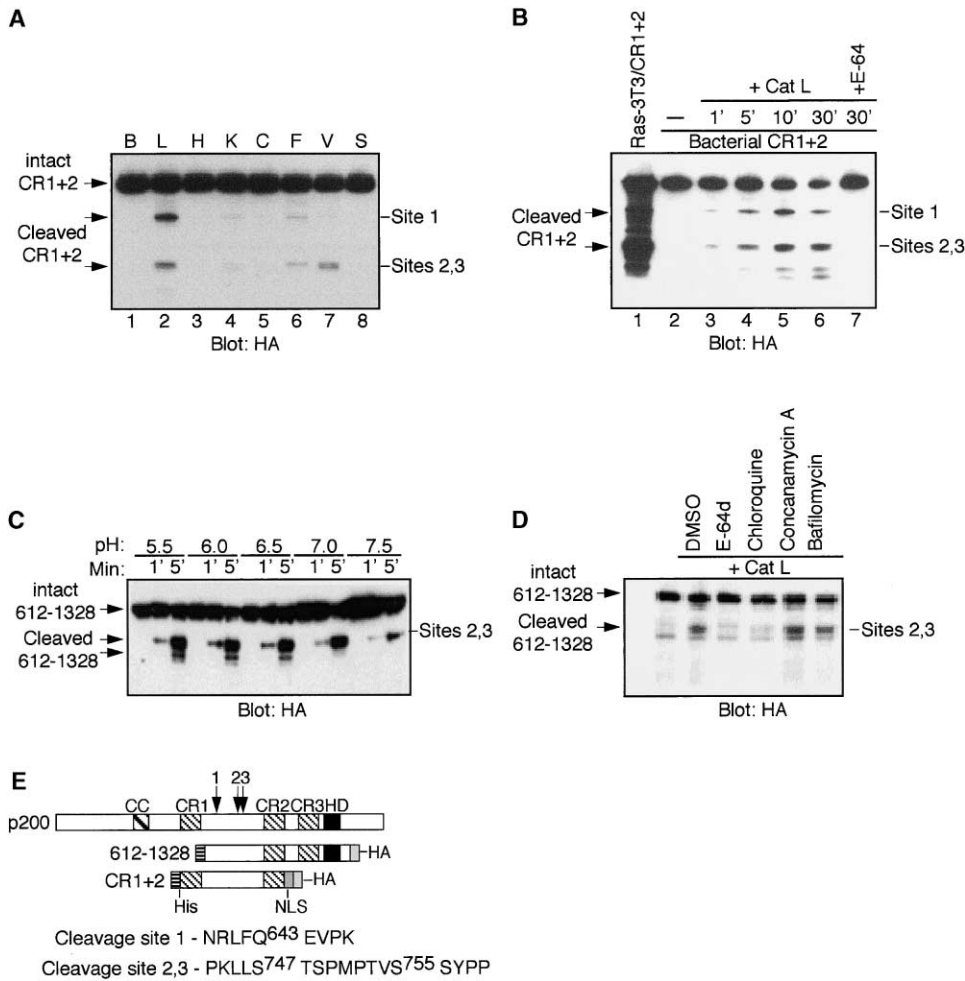 A
B L H K C F V S
intact
CR1+2
Cleaved
CR1+2
Site 1
Sites 2,3
1 2 3 4 5 6 7 8
Blot: HA
B
Ras-3T3/CR1+2
+ Cat L
+E-64
– 1' 5' 10' 30' 30'
Bacterial CR1+2
Cleaved
CR1+2
Site 1
Sites 2,3
1 2 3 4 5 6 7
Blot: HA
C
pH: 5.5 6.0 6.5 7.0 7.5
Min: 1' 5' 1' 5' 1' 5' 1' 5' 1' 5'
intact
612-1328
Cleaved
612-1328
Sites 2,3
Blot: HA
D
DMSO
E-64d
Chloroquine
Concanamycin A
Bafilomycin
+ Cat L
intact
612-1328
Cleaved
612-1328
Sites 2,3
Blot: HA
E
1 23
CC CR1 CR2 CR3 HD
p200
612-1328 HA
CR1+2 HA
His NLS
Cleavage site 1 - NRLFQ643 EVPK
Cleavage site 2,3 - PKLLS747 TSPMPTVS755 SYPP